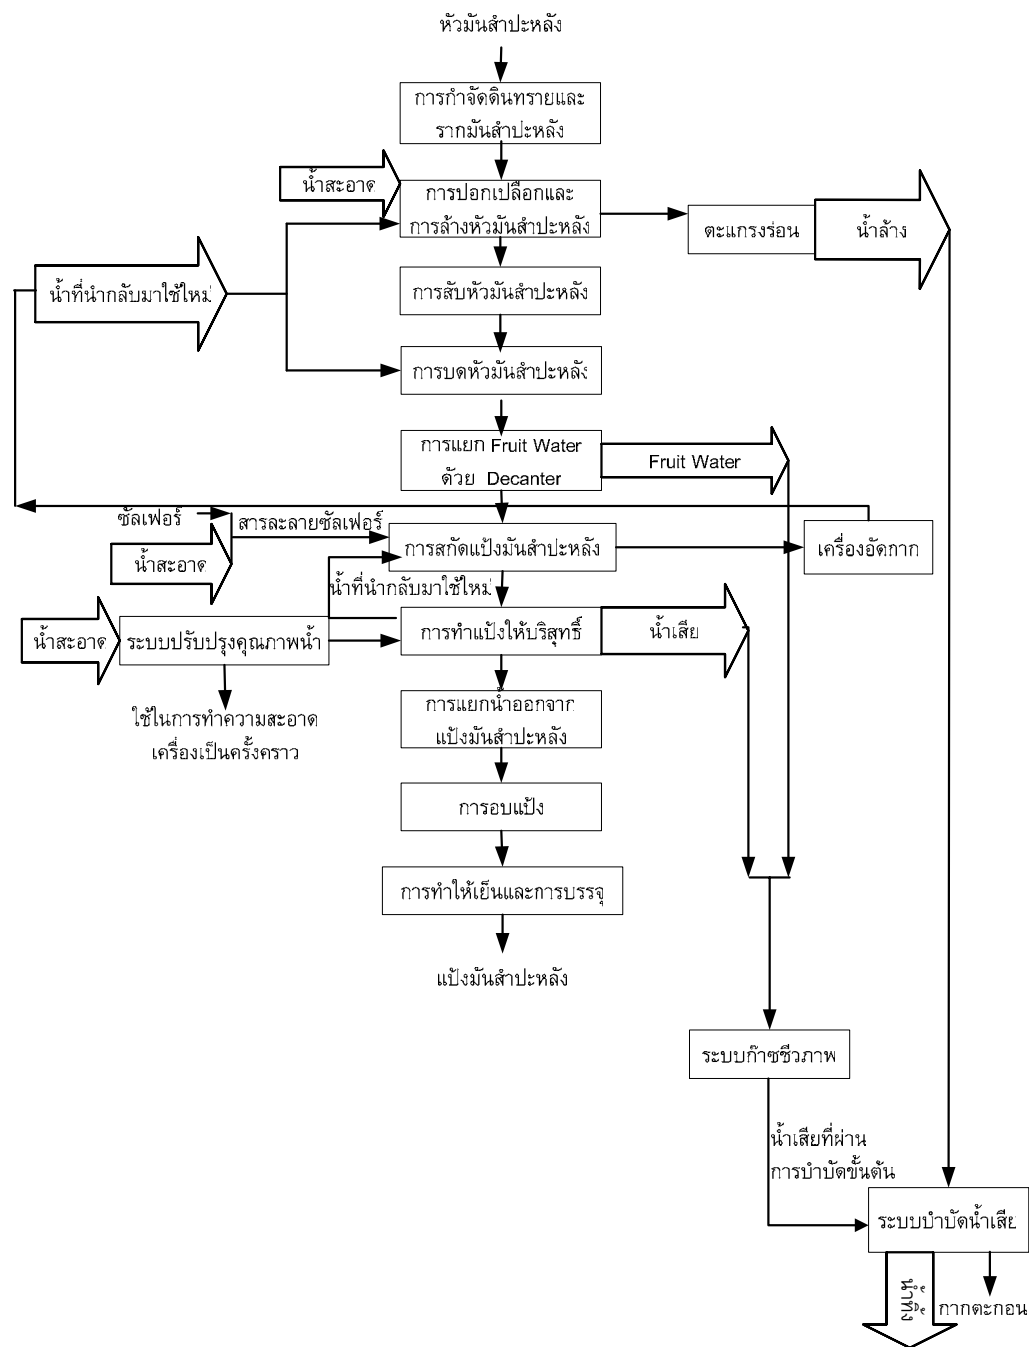 หัวมันสำปะหลัง
การกำจัดดินทรายและ
รากมันสำปะหลัง
น้ำสะอาด
การปอกเปลือกและ
การล้างหัวมันสำปะหลัง
ตะแกรงร่อน
น้ำล้าง
น้ำที่นำกลับมาใช้ใหม่
การสับหัวมันสำปะหลัง
การบดหัวมันสำปะหลัง
การแยก Fruit Water
ด้วย Decanter
Fruit Water
ซัลเฟอร์
สารละลายซัลเฟอร์
น้ำสะอาด
การสกัดแป้งมันสำปะหลัง
เครื่องอัดกาก
น้ำที่นำกลับมาใช้ใหม่
น้ำสะอาด
ระบบปรับปรุงคุณภาพน้ำ
การทำแป้งให้บริสุทธิ์
น้ำเสีย
ใช้ในการทำความสะอาด
เครื่องเป็นครั้งคราว
การแยกน้ำออกจาก
แป้งมันสำปะหลัง
การอบแป้ง
การทำให้เย็นและการบรรจุ
แป้งมันสำปะหลัง
ระบบก๊าซชีวภาพ
น้ำเสียที่ผ่าน
การบำบัดขั้นต้น
ระบบบำบัดน้ำเสีย
น้ำทิ้ง
กากตะกอน